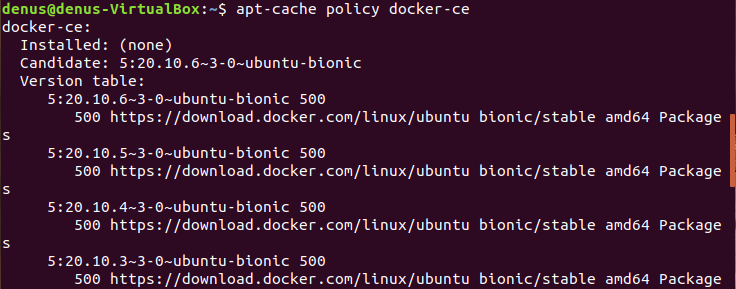 denus@denus-VirtualBox:~$ apt-cache policy docker-ce
docker-ce:
  Installed: (none)
  Candidate: 5:20.10.6~3-0~ubuntu-bionic
  Version table:
     5:20.10.6~3-0~ubuntu-bionic 500
        500 https://download.docker.com/linux/ubuntu bionic/stable amd64 Package
s
     5:20.10.5~3-0~ubuntu-bionic 500
        500 https://download.docker.com/linux/ubuntu bionic/stable amd64 Package
s
     5:20.10.4~3-0~ubuntu-bionic 500
        500 https://download.docker.com/linux/ubuntu bionic/stable amd64 Package
s
     5:20.10.3~3-0~ubuntu-bionic 500
        500 https://download.docker.com/linux/ubuntu bionic/stable amd64 Package